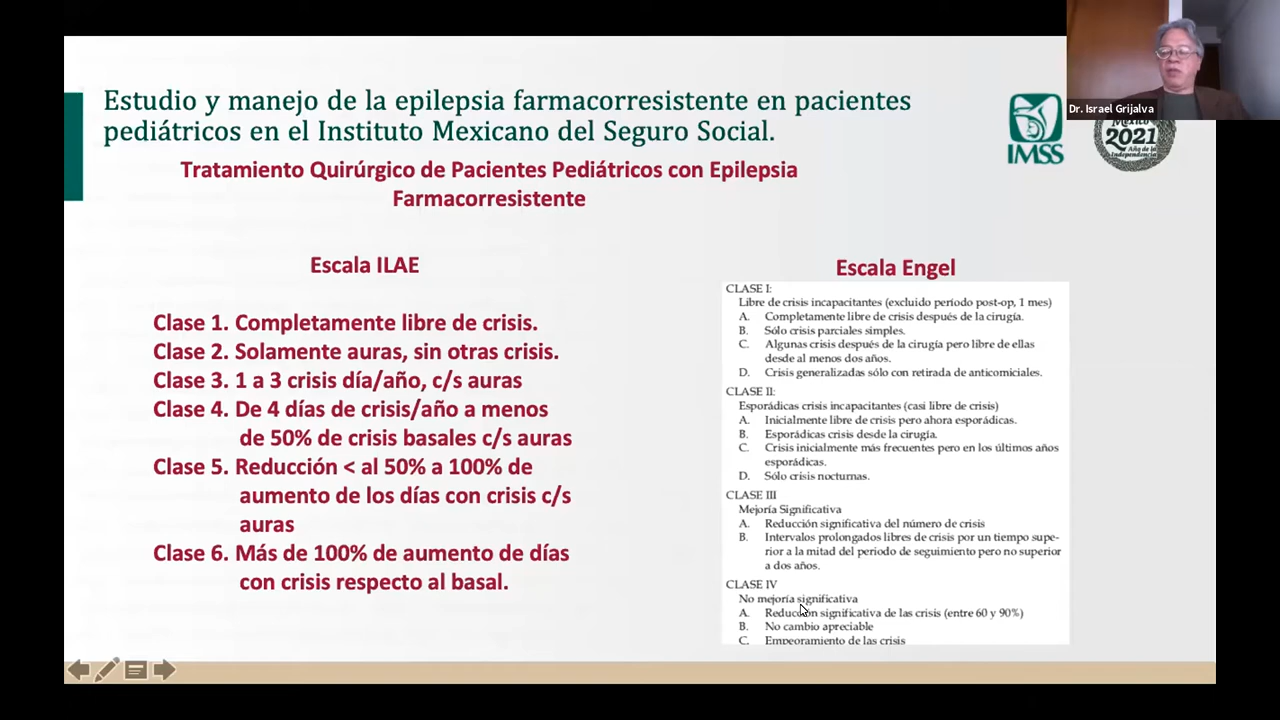 Estudio y manejo de la epilepsia farmacorresistente en pacientes
pediátricos en el Instituto Mexicano del Seguro Social.
Dr. Israel Grijalva
IMSS
México
2021
Año de la
Independencia
Tratamiento Quirúrgico de Pacientes Pediátricos con Epilepsia
Farmacorresistente
Escala ILAE
Clase 1. Completamente libre de crisis.
Clase 2. Solamente auras, sin otras crisis.
Clase 3. 1 a 3 crisis día/año, c/s auras
Clase 4. De 4 días de crisis/año a menos
de 50% de crisis basales c/s auras
Clase 5. Reducción < al 50% a 100% de
aumento de los días con crisis c/s
auras
Clase 6. Más de 100% de aumento de días
con crisis respecto al basal.
Escala Engel
CLASE I:
Libre de crisis incapacitantes (excluido período post-op, 1 mes)
A. Completamente libre de crisis después de la cirugía.
B. Sólo crisis parciales simples.
C. Algunas crisis después de la cirugía pero libre de ellas
desde al menos dos años.
D. Crisis generalizadas sólo con retirada de anticomiciales.
CLASE II:
Esporádicas crisis incapacitantes (casi libre de crisis)
A. Inicialmente libre de crisis pero ahora esporádicas.
B. Esporádicas crisis desde la cirugía.
C. Crisis inicialmente más frecuentes pero en los últimos años
esporádicas.
D. Sólo crisis nocturnas.
CLASE III
Mejoría Significativa
A. Reducción significativa del número de crisis
B. Intervalos prolongados libres de crisis por un tiempo supe-
rior a la mitad del periodo de seguimiento pero no superior
a dos años.
CLASE IV
No mejoría significativa
A. Reducción significativa de las crisis (entre 60 y 90%)
B. No cambio apreciable
C. Empeoramiento de las crisis